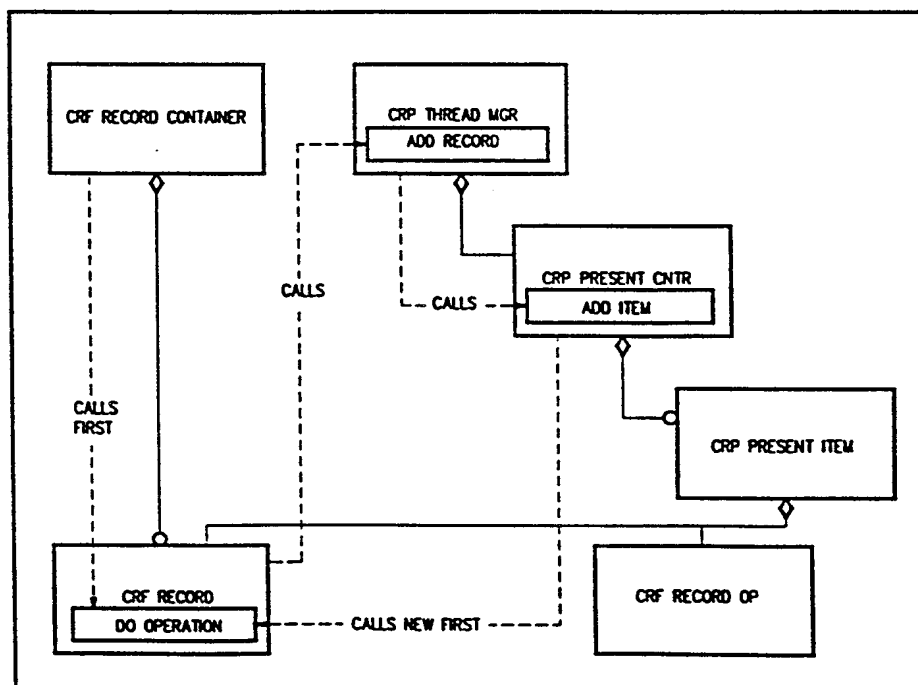 CRF RECORD CONTAINER
CRP THREAD MGR
ADD RECORD
CRP PRESENT CNTR
ADD ITEM
CALLS
CALLS
CALLS
FIRST
CRP PRESENT ITEM
CRF RECORD
DO OPERATION
CALLS NEW FIRST
CRF RECORD OP